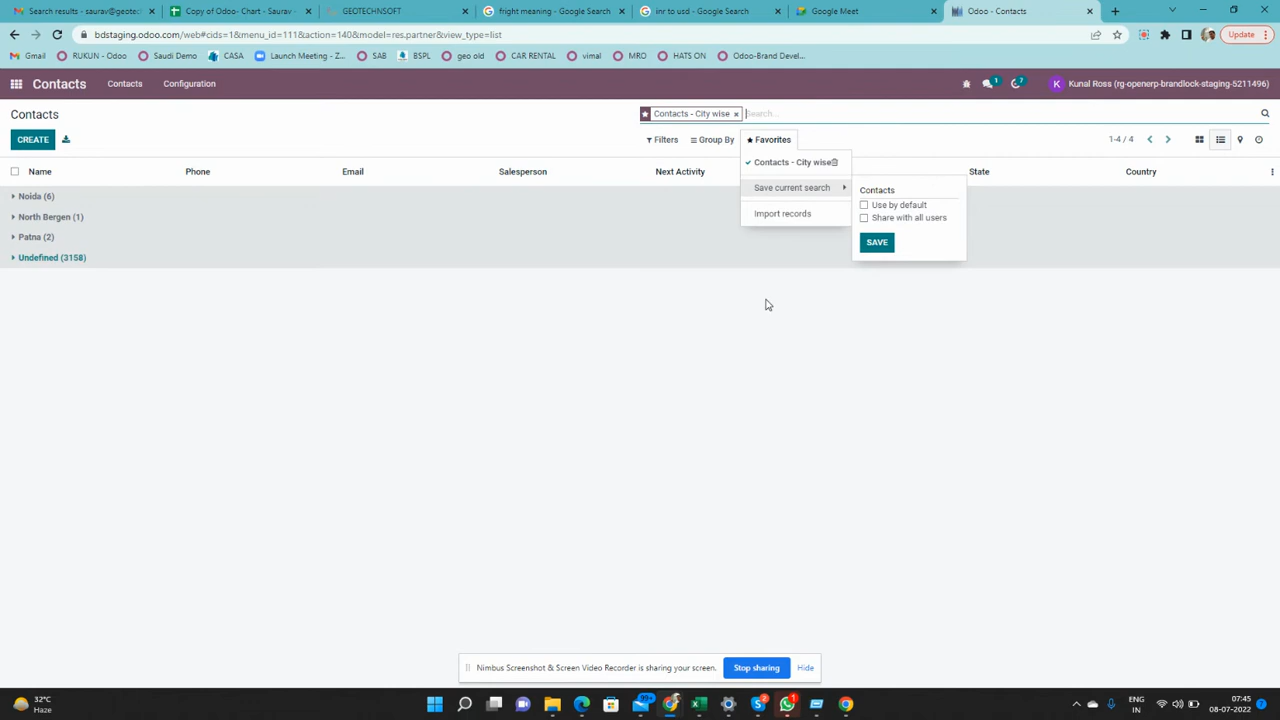 Search results - saurav@geotec
Copy of Odoo- Chart - Saurav -
GEOTECHNSOFT
fright meaning - Google Search
inr to usd - Google Search
Google Meet
Odoo - Contacts
bdstaging.odoo.com/web#cids=1&menu_id=111&action=140&model=res.partner&view_type=list
Update
Gmail
RUKUN - Odoo
Saudi Demo
CASA
Launch Meeting - Z...
SAB
BSPL
geo old
CAR RENTAL
vimal
MRO
HATS ON
Odoo-Brand Devel...
Contacts
Contacts
Configuration
1
7
K
Kunal Ross (rg-openerp-brandlock-staging-5211496)
Contacts
Contacts - City wise
Search...
CREATE
Filters
Group By
Favorites
1-4 / 4
Name
Phone
Email
Salesperson
Next Activity
State
Country
Contacts - City wise
Save current search
Import records
Contacts
Use by default
Share with all users
SAVE
Noida (6)
North Bergen (1)
Patna (2)
Undefined (3158)
Nimbus Screenshot & Screen Video Recorder is sharing your screen.
Stop sharing
Hide
32°C
Haze
99+
2
1
ENG
IN
07:45
08-07-2022